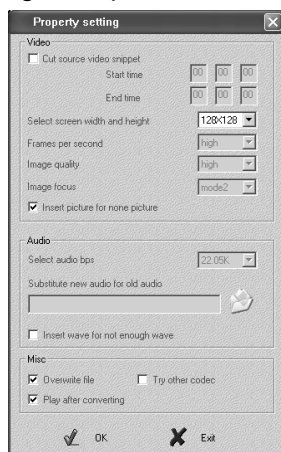 Property setting
Video
Cut source video snippet
Start time 00 00 00
End time 00 00 00
Select screen width and height 128X128
Frames per second high
Image quality high
Image focus mode2
Insert picture for none picture
Audio
Select audio bps 22.05K
Substitute new audio for old audio
Insert wave for not enough wave
Misc
Overwrite file Try other codec
Play after converting
OK Exit